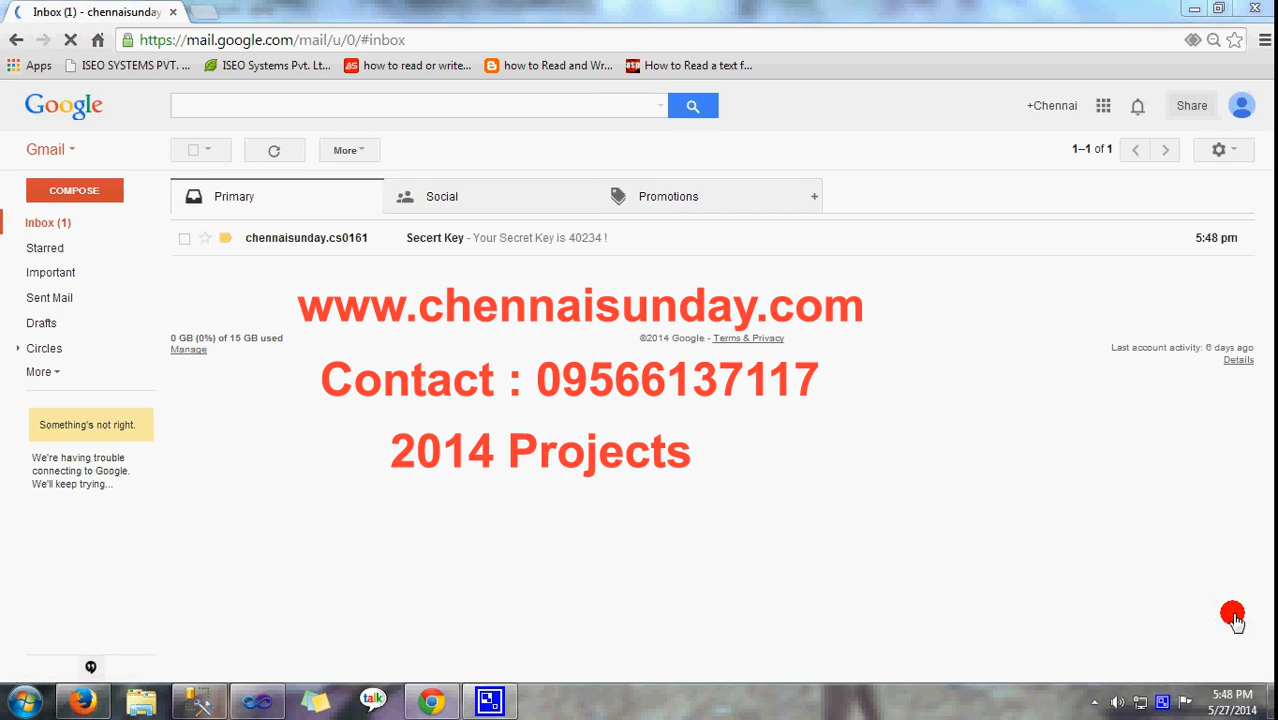 Inbox (1) - chennaisunday
https://mail.google.com/mail/u/0/#inbox
Apps ISEO SYSTEMS PVT. ... ISEO Systems Pvt. Lt... how to read or write... how to Read and Wr... asp How to Read a text f...
Google +Chennai Share
Gmail More 1–1 of 1
COMPOSE Primary Social Promotions +
Inbox (1)
chennaisunday.cs0161 Secert Key - Your Secret Key is 40234 ! 5:48 pm
Starred
Important
Sent Mail
www.chennaisunday.com
Drafts
0 GB (0%) of 15 GB used ©2014 Google - Terms & Privacy
Manage
Last account activity: 6 days ago
Details
Circles
More
Contact : 09566137117
Something's not right.
2014 Projects
We're having trouble
connecting to Google.
We'll keep trying...
talk
5:48 PM
5/27/2014